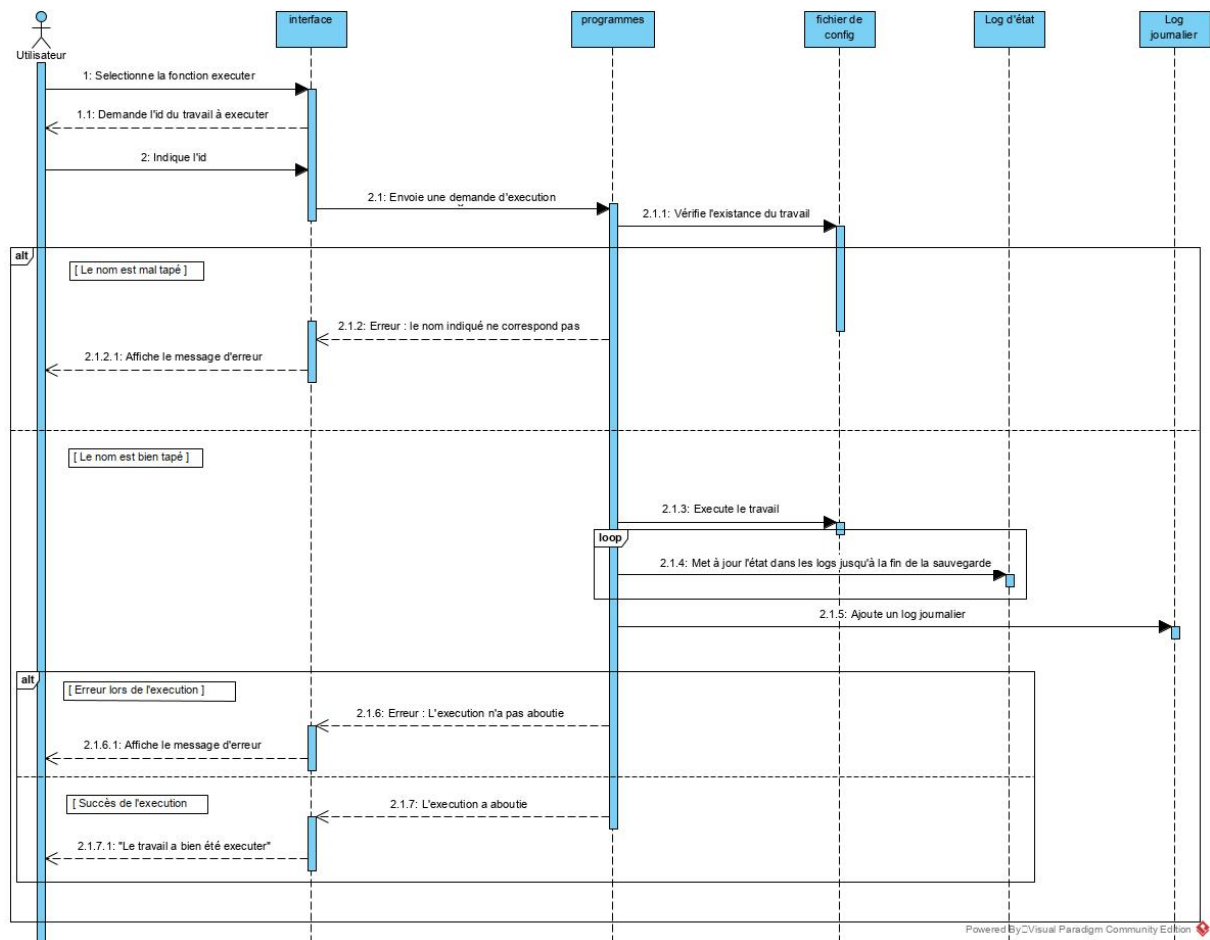 interface
programmes
fichier de
config
Log d'état
Log
journalier
Utilisateur
1: Selectionne la fonction executer
1.1: Demande l'id du travail à executer
2: Indique l'id
2.1: Envoie une demande d'execution
2.1.1: Vérifie l'existance du travail
alt
[ Le nom est mal tapé ]
2.1.2: Erreur : le nom indiqué ne correspond pas
2.1.2.1: Affiche le message d'erreur
[ Le nom est bien tapé ]
2.1.3: Execute le travail
loop
2.1.4: Met à jour l'état dans les logs jusqu'à la fin de la sauvegarde
2.1.5: Ajoute un log journalier
alt
[ Erreur lors de l'execution ]
2.1.6: Erreur : L'execution n'a pas aboutie
2.1.6.1: Affiche le message d'erreur
[ Succès de l'execution
2.1.7: L'execution a aboutie
2.1.7.1: "Le travail a bien été executer"
Powered By Visual Paradigm Community Edition